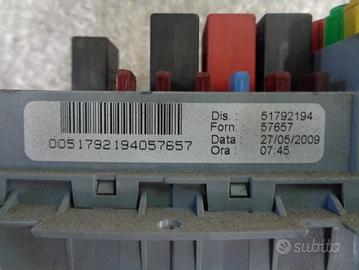 Dis. : 51792194
Forn. : 57657
Data : 27/05/2009
Ora : 07:45
0051792194057657
subito